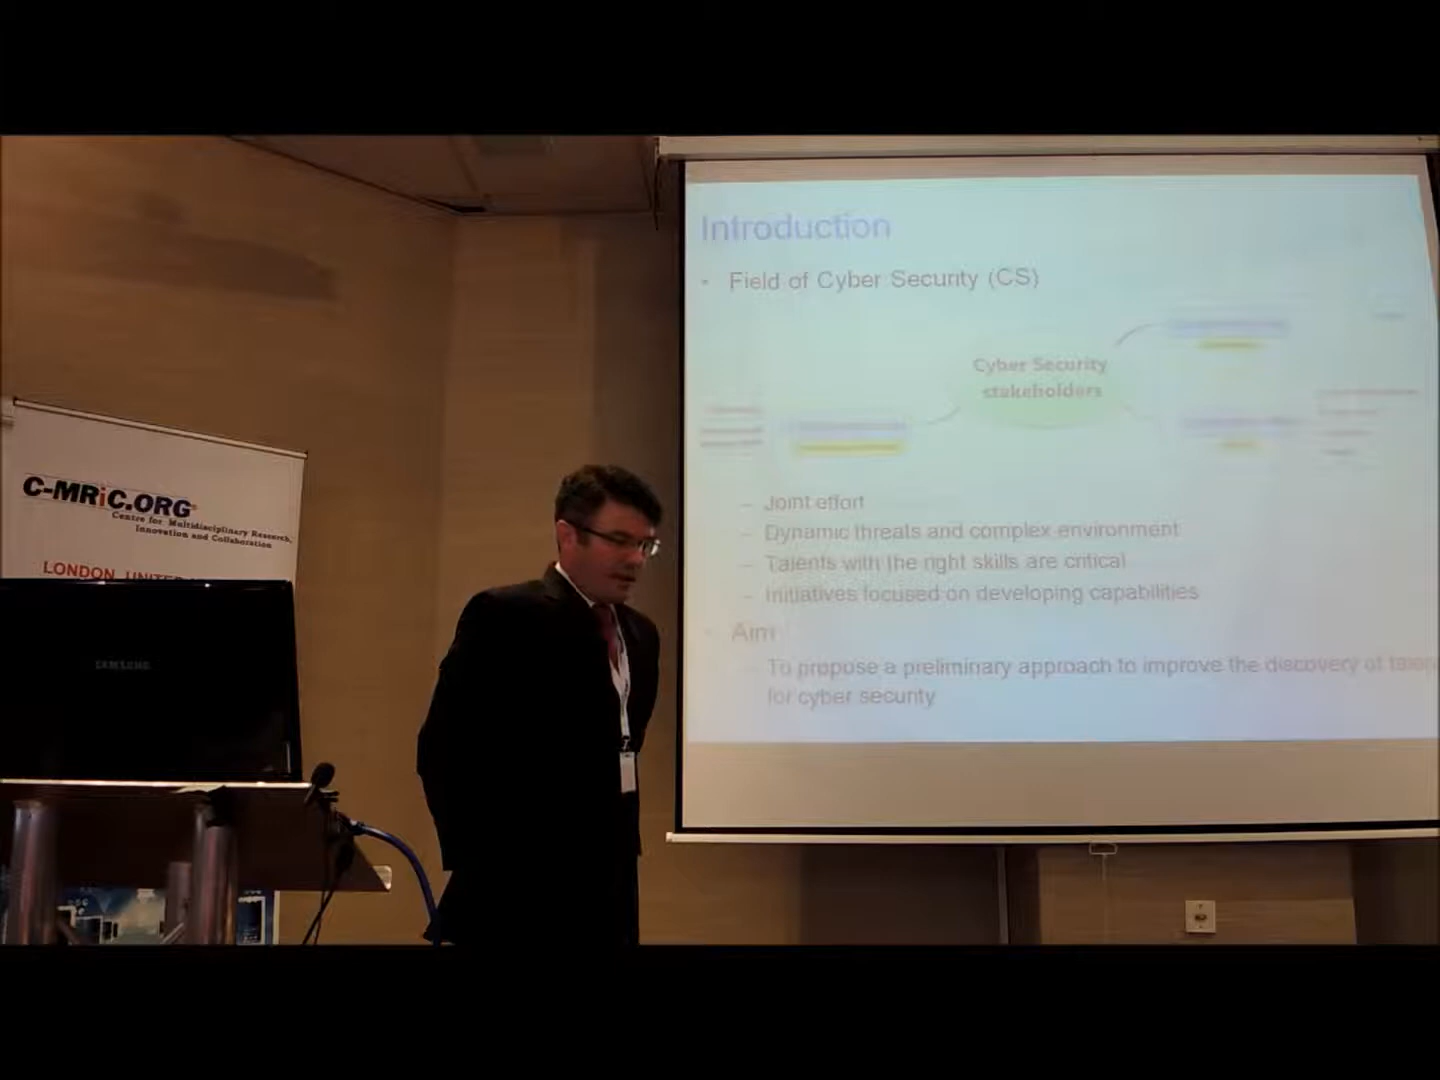 Introduction
• Field of Cyber Security (CS)
Cyber Security
stakeholders
– Joint effort
– Dynamic threats and complex environment
– Talents with the right skills are critical
– Initiatives focused on developing capabilities
• Aim
– To propose a preliminary approach to improve the discovery of
for cyber security
C-MRiC.ORG
Centre for Multidisciplinary Research,
Innovation and Collaboration
LONDON,
SAMSUNG